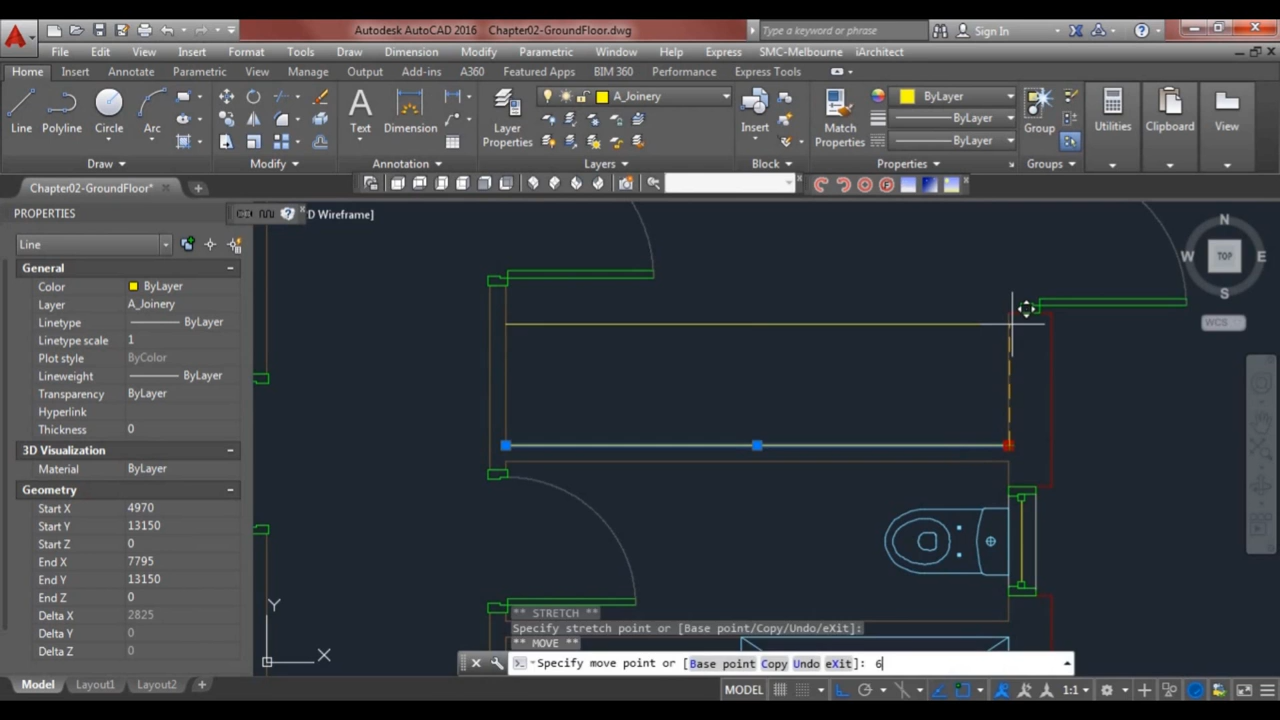 Autodesk AutoCAD 2016 Chapter02-GroundFloor.dwg Type a keyword or phrase Sign In
File Edit View Insert Format Tools Draw Dimension Modify Parametric Window Help Express SMC-Melbourne iArchitect
Home Insert Annotate Parametric View Manage Output Add-ins A360 Featured Apps BIM 360 Performance Express Tools
A_Joinery ByLayer
ByLayer
Line Polyline Circle Arc Text Dimension Layer Properties Insert Match Properties ByLayer Group Utilities Clipboard View
Draw Modify Annotation Layers Block Properties Groups
Chapter02-GroundFloor*
PROPERTIES D Wireframe]
Line
General
Color ByLayer
Layer A_Joinery
Linetype ByLayer
Linetype scale 1
Plot style ByColor
Lineweight ByLayer
Transparency ByLayer
Hyperlink
Thickness 0
3D Visualization
Material ByLayer
Geometry
Start X 4970
Start Y 13150
Start Z 0
End X 7795
End Y 13150
End Z 0
Delta X 2825
Delta Y 0
Delta Z 0
N
W TOP E
S
WCS
Y
X
** STRETCH **
Specify stretch point or [Base point/Copy/Undo/eXit]:
** MOVE **
Specify move point or [Base point Copy Undo eXit]: 6
Model Layout1 Layout2 + MODEL 1:1